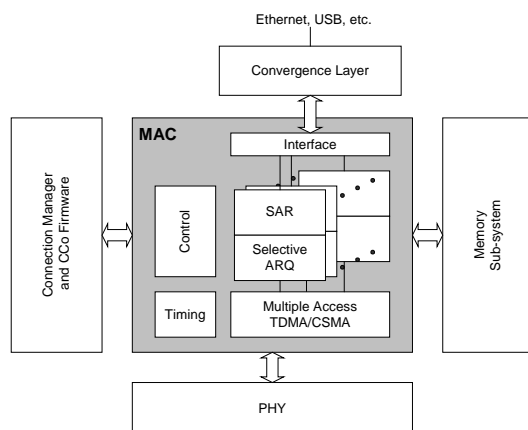 Ethernet, USB, etc.
Convergence Layer
MAC
Interface
Connection Manager
and CCo Firmware
Control
SAR
Selective
ARQ
Memory
Sub-system
Timing
Multiple Access
TDMA/CSMA
PHY